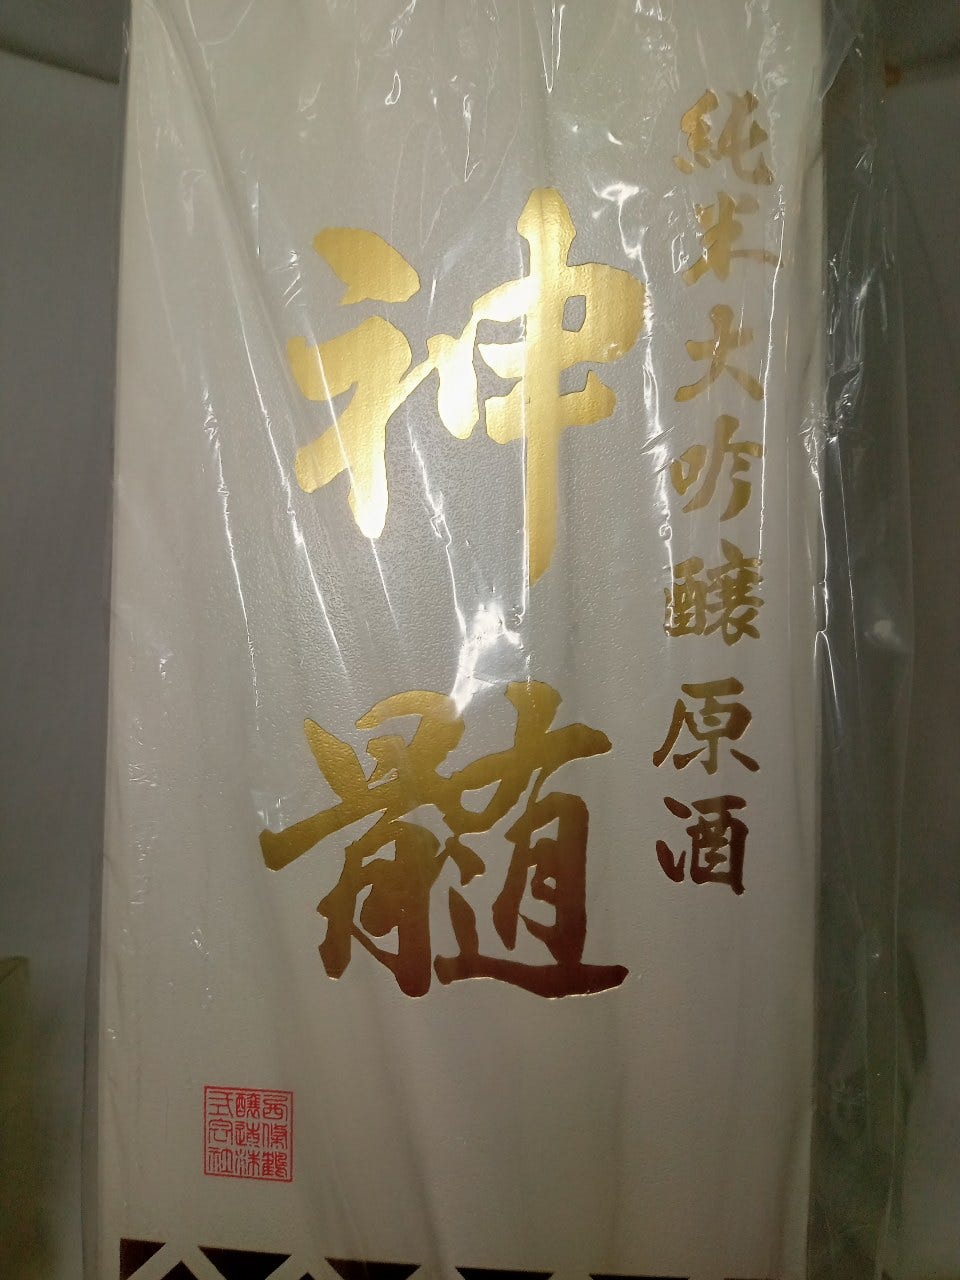 純米大吟醸原酒
神髄
西條鶴
醸造株
式会社